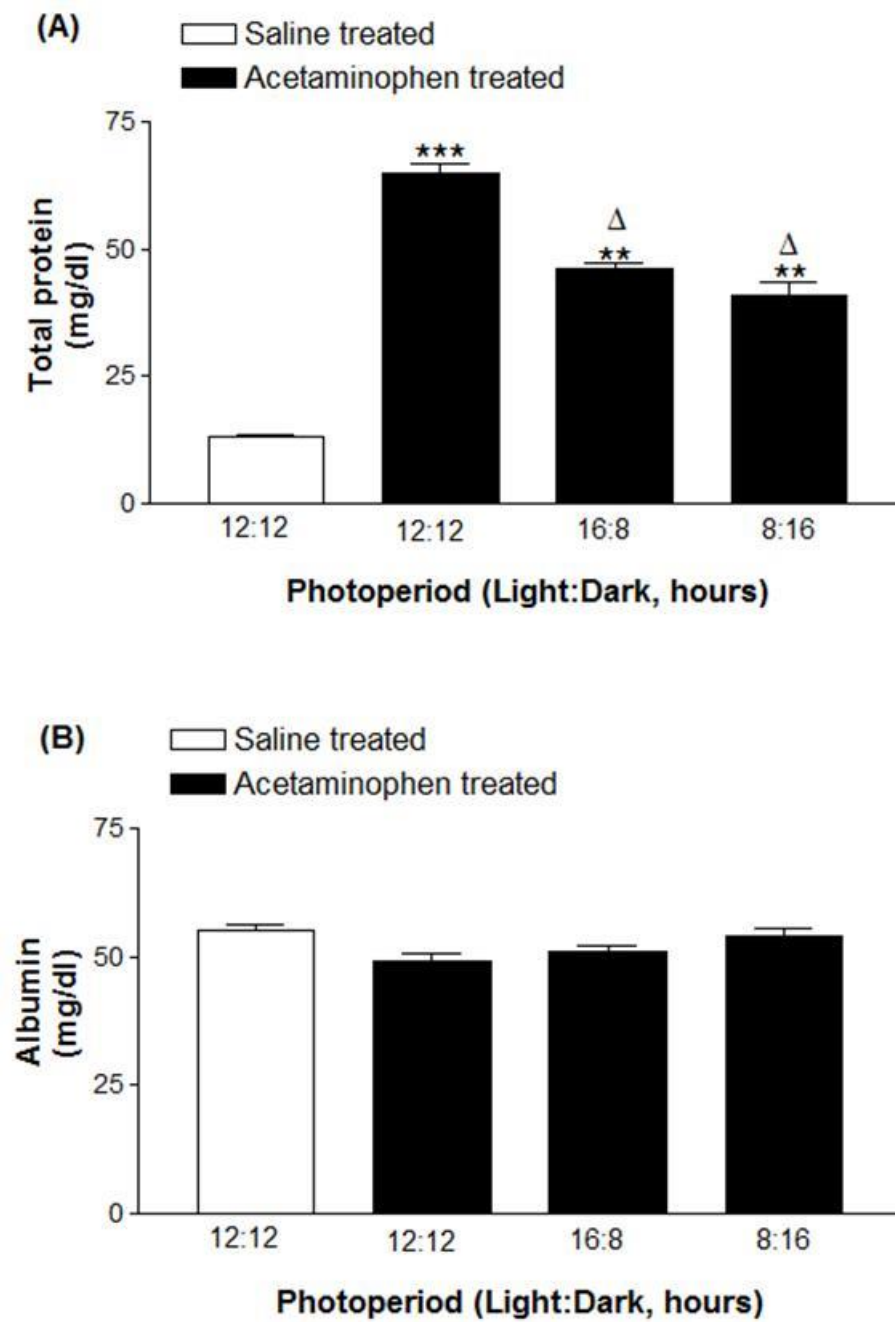 (A)
Saline treated
Acetaminophen treated
75
50
25
0
Total protein
(mg/dl)
***
Δ
**
Δ
**
12:12
12:12
16:8
8:16
Photoperiod (Light:Dark, hours)
(B)
Saline treated
Acetaminophen treated
75
50
25
0
Albumin
(mg/dl)
12:12
12:12
16:8
8:16
Photoperiod (Light:Dark, hours)